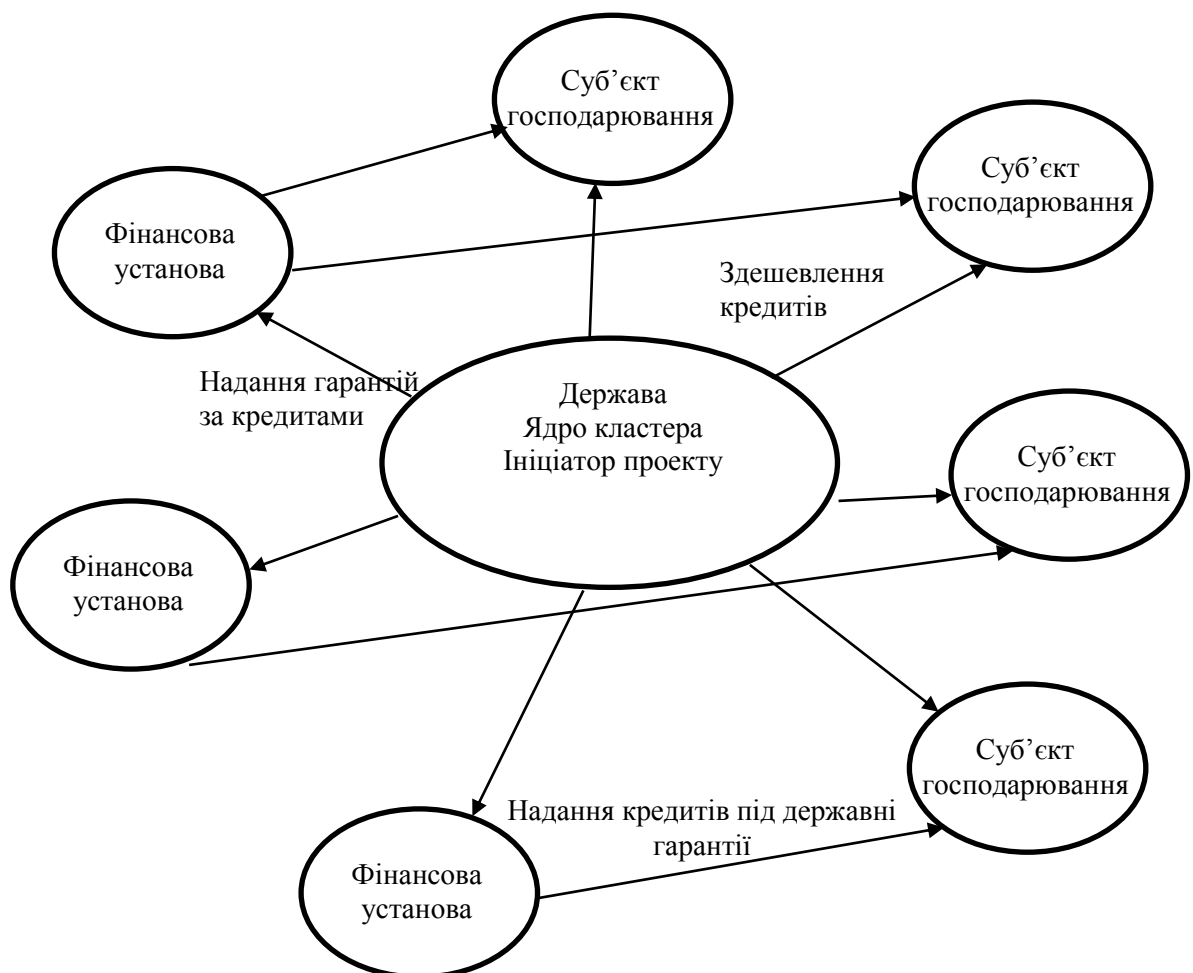 Суб’єкт
господарювання
Суб’єкт
господарювання
Фінансова
установа
Здешевлення
кредитів
Надання гарантій
за кредитами
Держава
Ядро кластера
Ініціатор проекту
Суб’єкт
господарювання
Фінансова
установа
Суб’єкт
господарювання
Надання кредитів під державні
гарантії
Фінансова
установа